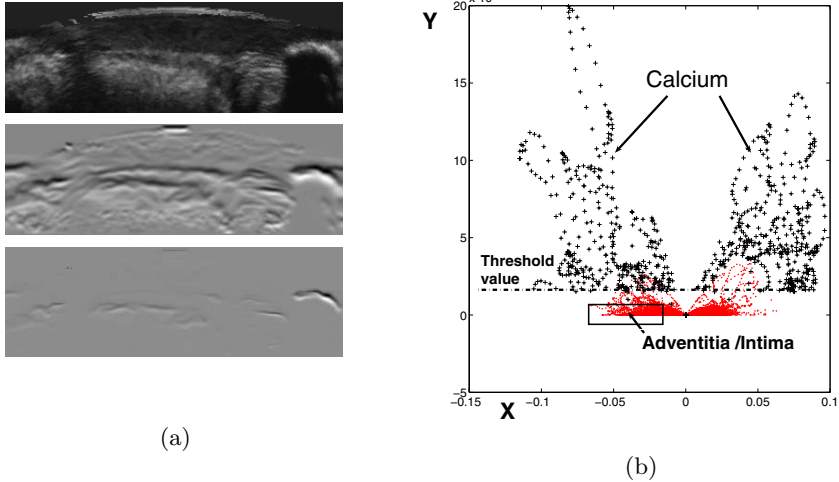 Y
20
15
10
5
0
−5
Calcium
Threshold
value
Adventitia /Intima
−0.15
−0.1
−0.05
0
0.05
0.1
X
(a)
(b)